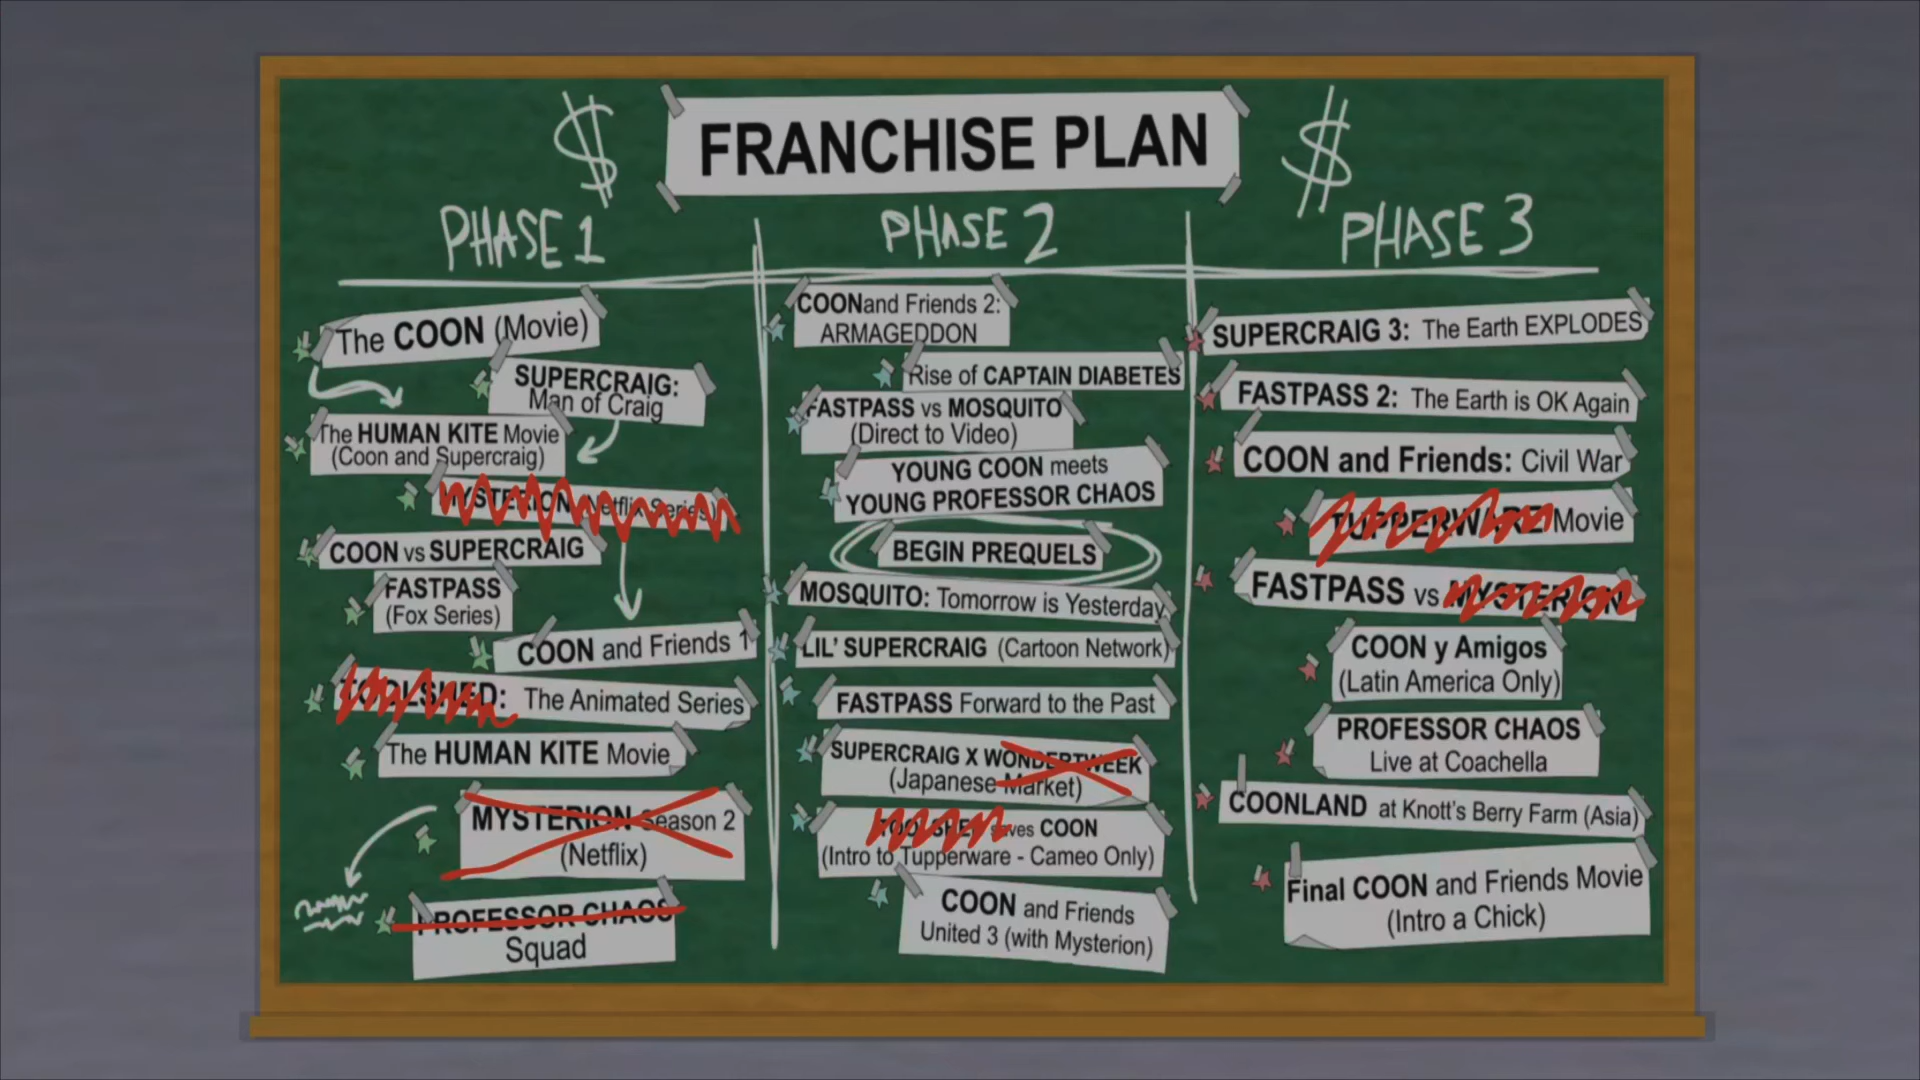 $ FRANCHISE PLAN $
PHASE 1
The COON (Movie)
SUPERCRAIG:
Man of Craig
The HUMAN KITE Movie
(Coon and Supercraig)
MYSTERION (Netflix Series)
COON vs SUPERCRAIG
FASTPASS
(Fox Series)
COON and Friends 1
TOOLSHED: The Animated Series
The HUMAN KITE Movie
MYSTERION Season 2
(Netflix)
PROFESSOR CHAOS
Squad
PHASE 2
COONand Friends 2:
ARMAGEDDON
Rise of CAPTAIN DIABETES
FASTPASS vs MOSQUITO
(Direct to Video)
YOUNG COON meets
YOUNG PROFESSOR CHAOS
BEGIN PREQUELS
MOSQUITO: Tomorrow is Yesterday
LIL' SUPERCRAIG (Cartoon Network)
FASTPASS Forward to the Past
SUPERCRAIG X WONDERTWEEK
(Japanese Market)
TOOLSHED saves COON
(Intro to Tupperware - Cameo Only)
COON and Friends
United 3 (with Mysterion)
PHASE 3
SUPERCRAIG 3: The Earth EXPLODES
FASTPASS 2: The Earth is OK Again
COON and Friends: Civil War
TUPPERWARE Movie
FASTPASS vs MYSTERION
COON y Amigos
(Latin America Only)
PROFESSOR CHAOS
Live at Coachella
COONLAND at Knott's Berry Farm (Asia)
Final COON and Friends Movie
(Intro a Chick)